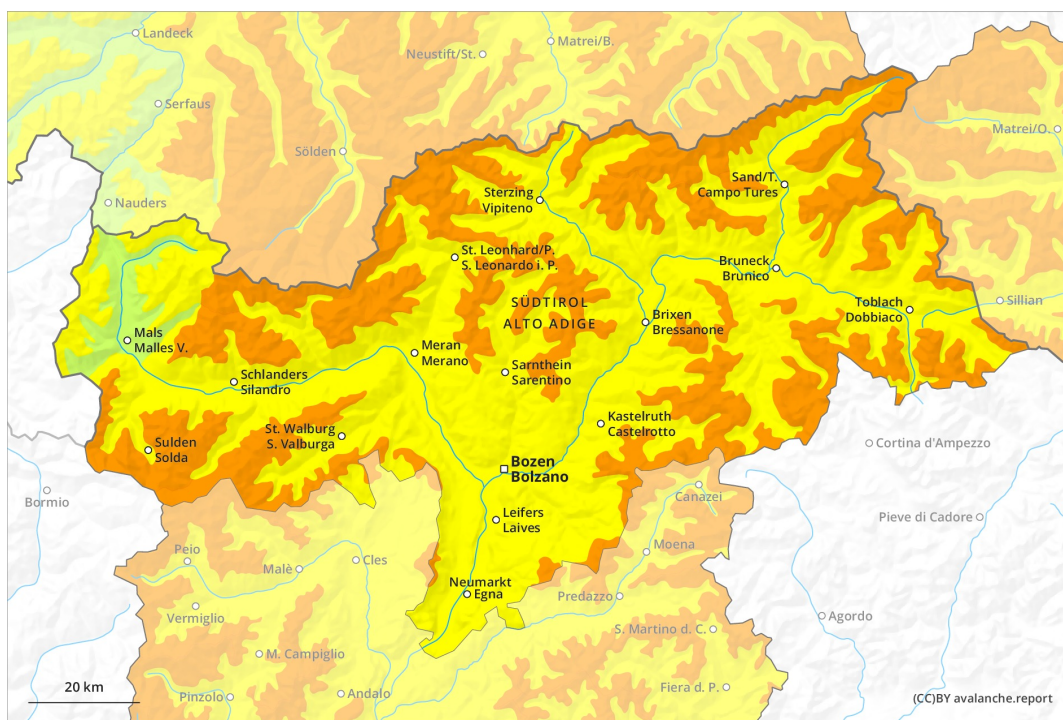 Landeck
Matrei/B.
Neustift/St.
Serfaus
Matrei/O.
Sölden
Sand/T.
Campo Tures
Sterzing
Vipiteno
Nauders
St. Leonhard/P.
S. Leonardo i. P.
Bruneck
Brunico
Sillian
Toblach
Dobbiaco
SÜDTIROL
ALTO ADIGE
Brixen
Bressanone
Mals
Malles V.
Meran
Merano
Sarnthein
Sarentino
Schlanders
Silandro
Kastelruth
Castelrotto
St. Walburg
S. Valburga
Sulden
Solda
Cortina d'Ampezzo
Bozen
Bolzano
Bormio
Canazei
Leifers
Laives
Pieve di Cadore
Moena
Peio
Cles
Malè
Neumarkt
Egna
Predazzo
Vermiglio
Agordo
S. Martino d. C.
M. Campiglio
20 km
Pinzolo
Andalo
Fiera d. P.
(CC)BY avalanche.report